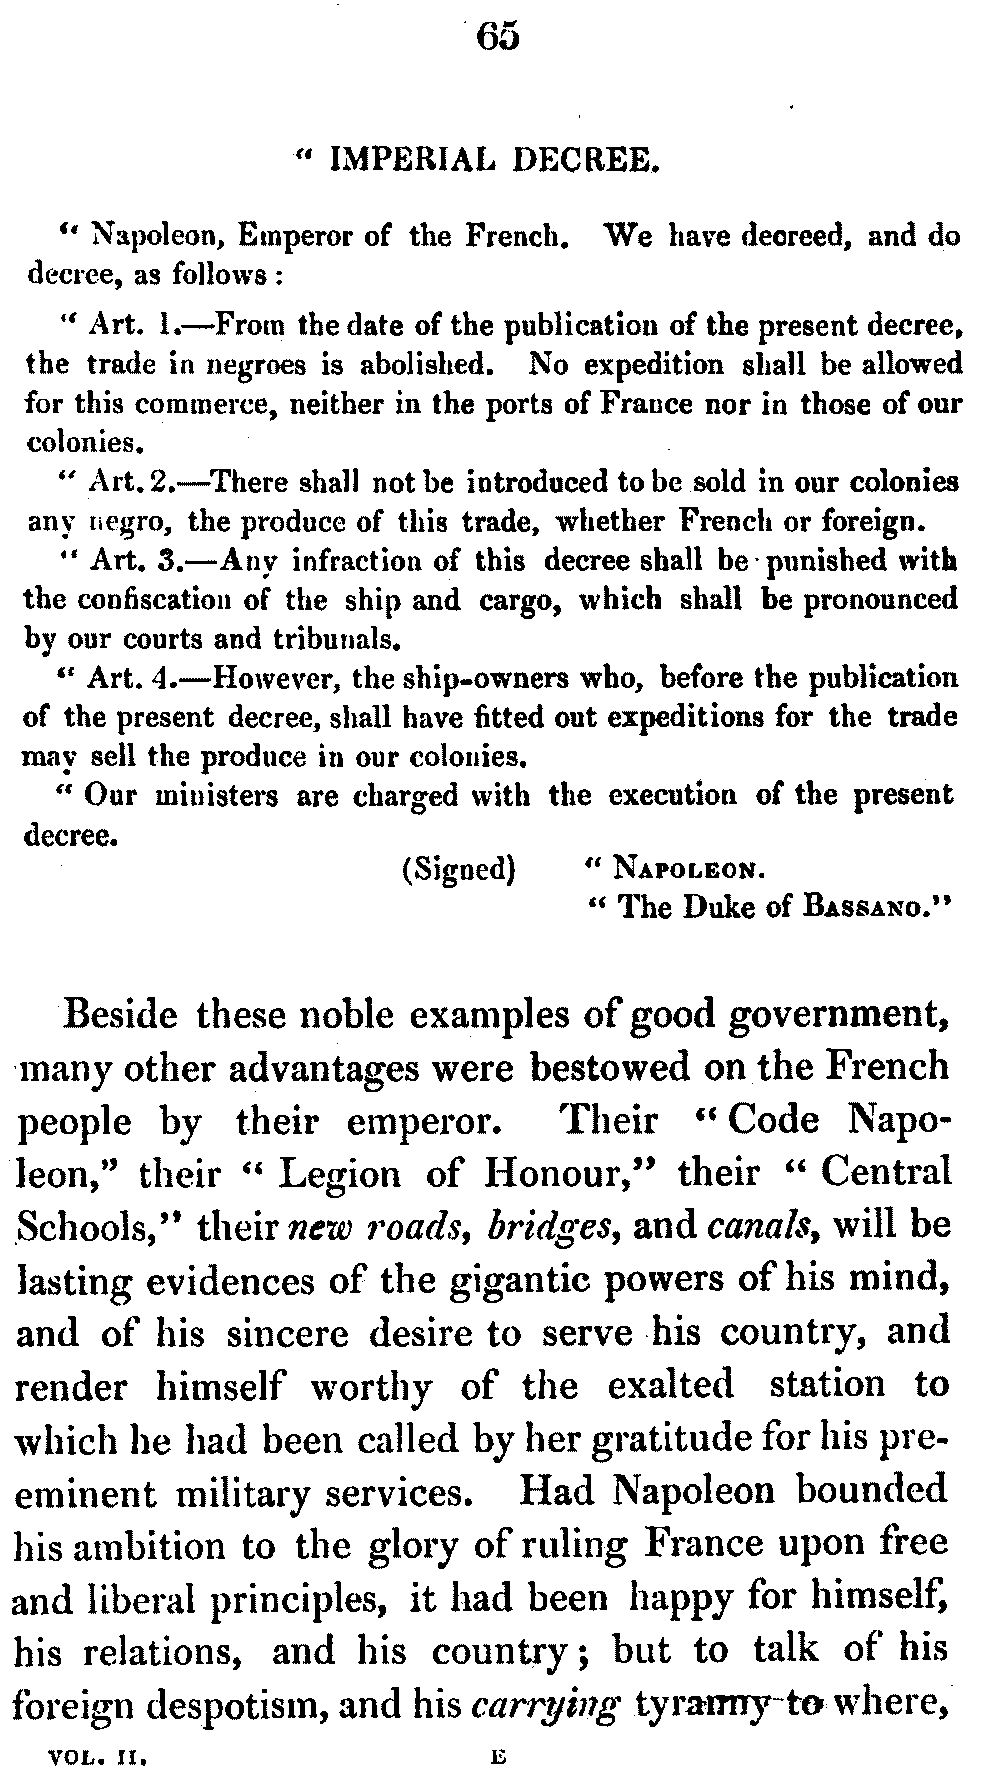 65
“ IMPERIAL DECREE.
“ Napoleon, Emperor of the French. We have decreed, and do
decree, as follows :
“ Art. 1.—From the date of the publication of the present decree,
the trade in negroes is abolished. No expedition shall be allowed
for this commerce, neither in the ports of France nor in those of our
colonies.
“ Art. 2.—There shall not be introduced to be sold in our colonies
any negro, the produce of this trade, whether French or foreign.
“ Art. 3.—Any infraction of this decree shall be punished with
the confiscation of the ship and cargo, which shall be pronounced
by our courts and tribunals.
“ Art. 4.—However, the ship-owners who, before the publication
of the present decree, shall have fitted out expeditions for the trade
may sell the produce in our colonies.
“ Our ministers are charged with the execution of the present
decree.
(Signed) “ NAPOLEON.
“ The Duke of BASSANO.”
Beside these noble examples of good government,
many other advantages were bestowed on the French
people by their emperor. Their “ Code Napo-
leon,” their “ Legion of Honour,” their “ Central
Schools,” their new roads, bridges, and canals, will be
lasting evidences of the gigantic powers of his mind,
and of his sincere desire to serve his country, and
render himself worthy of the exalted station to
which he had been called by her gratitude for his pre-
eminent military services. Had Napoleon bounded
his ambition to the glory of ruling France upon free
and liberal principles, it had been happy for himself,
his relations, and his country ; but to talk of his
foreign despotism, and his carrying tyranny to where,
VOL. II. E